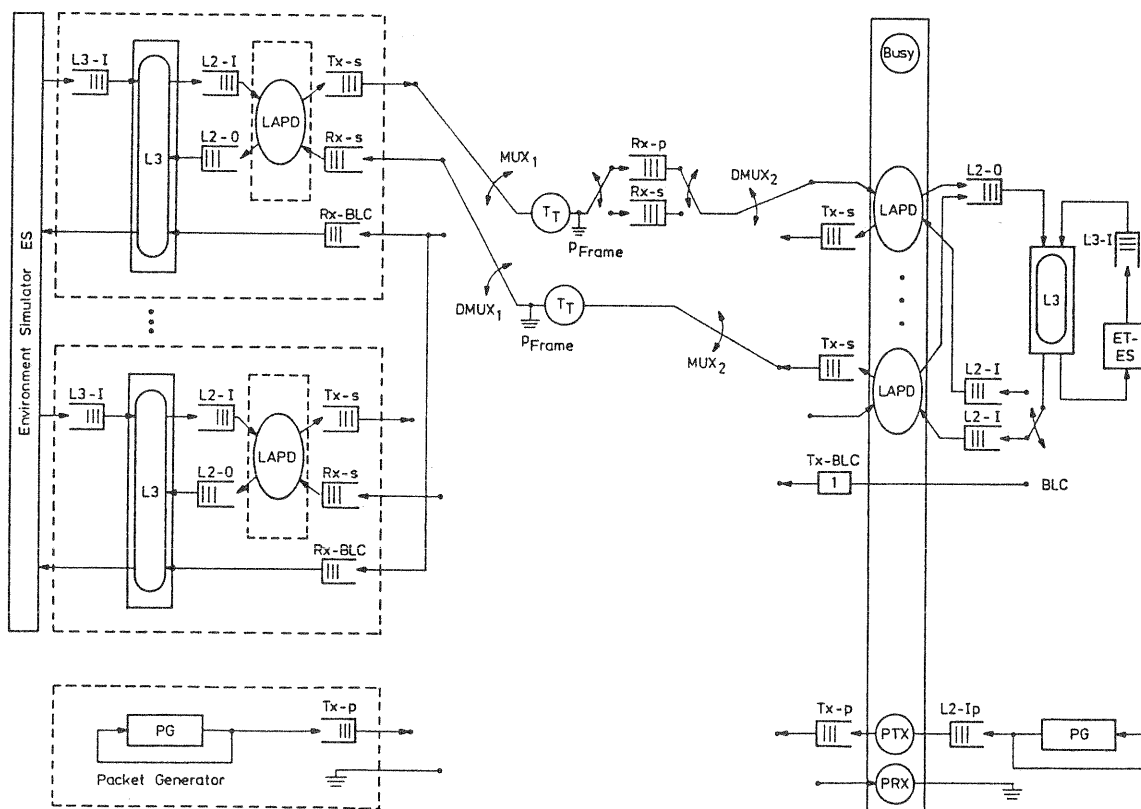 Environment Simulator ES
L3-I
L2-I
Tx-s
LAPD
L3
L2-O
Rx-s
Rx-BLC
L3-I
L2-I
Tx-s
LAPD
L3
L2-O
Rx-s
Rx-BLC
PG
Packet Generator
Tx-p
MUX1
TT
PFrame
Rx-p
Rx-s
DMUX2
DMUX1
PFrame
TT
MUX2
Busy
LAPD
Tx-s
L2-O
L3-I
L3
ET-
ES
Tx-s
LAPD
L2-I
L2-I
Tx-BLC
1
BLC
Tx-p
PTX
L2-Ip
PG
PRX